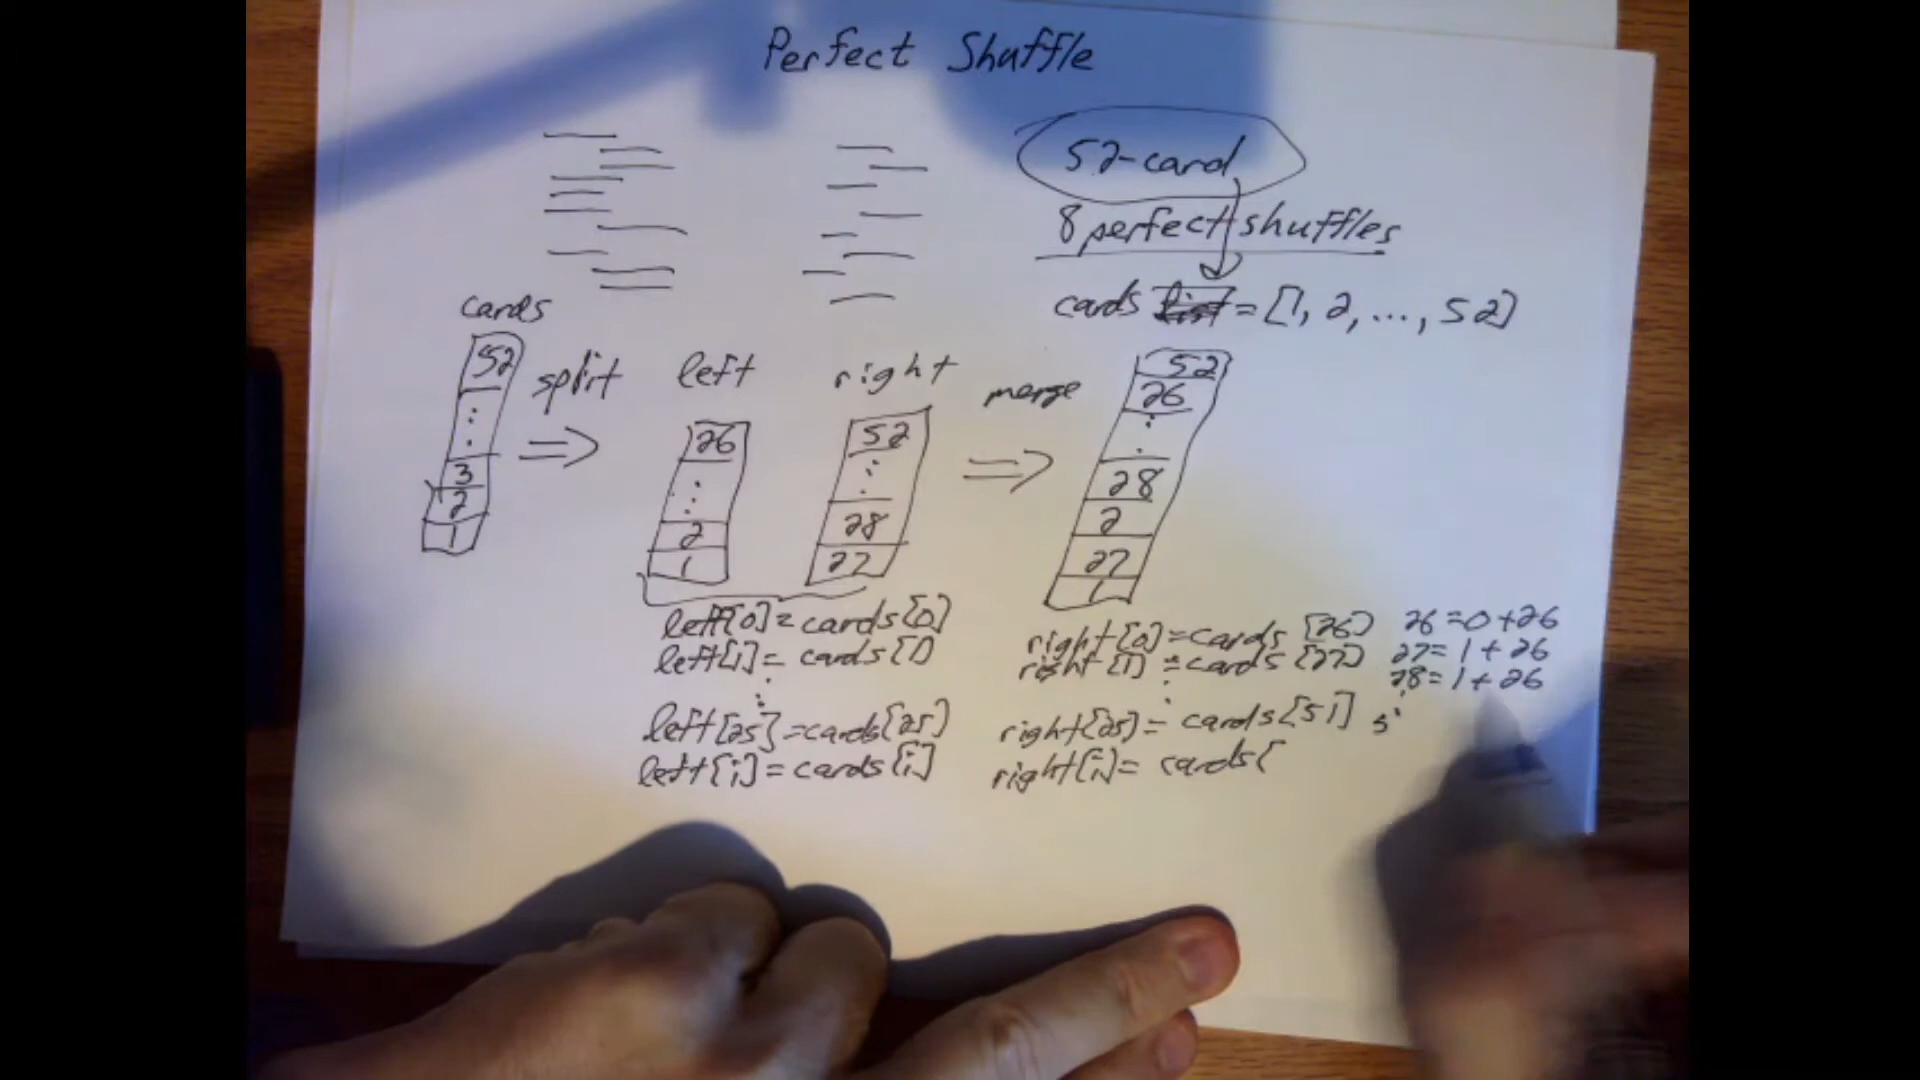 Perfect Shuffle
52-card
8 perfect shuffles
cards = [1, 2, ..., 52]
cards
52
:
.
3
2
1
split
⇒
left
26
:
2
1
right
52
:
28
27
merge
⇒
52
26
:
28
2
27
1
left[0] = cards[0]
left[1] = cards[1]
⋮
left[25] = cards[25]
left[i] = cards[i]
right[0] = cards[26]
right[1] = cards[27]
⋮
right[25] = cards[51]
right[i] = cards[
26 = 0 + 26
27 = 1 + 26
28 = 1 + 26
⋮
5